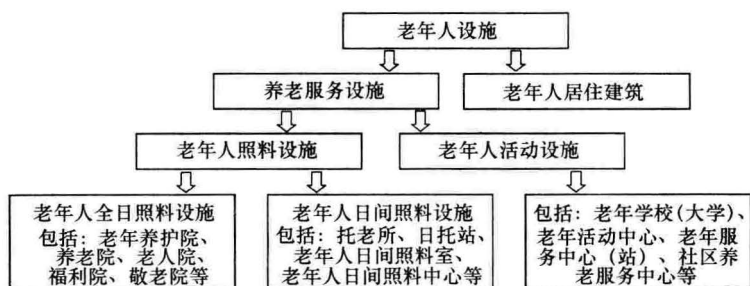 老年人设施
养老服务设施
老年人居住建筑
老年人照料设施
老年人活动设施
老年人全日照料设施
包括：老年养护院、
养老院、老人院、
福利院、敬老院等
老年人日间照料设施
包括：托老所、日托站、
老年人日间照料室、
老年人日间照料中心等
包括：老年学校(大学)、
老年活动中心、老年服
务中心（站）、社区养
老服务中心等